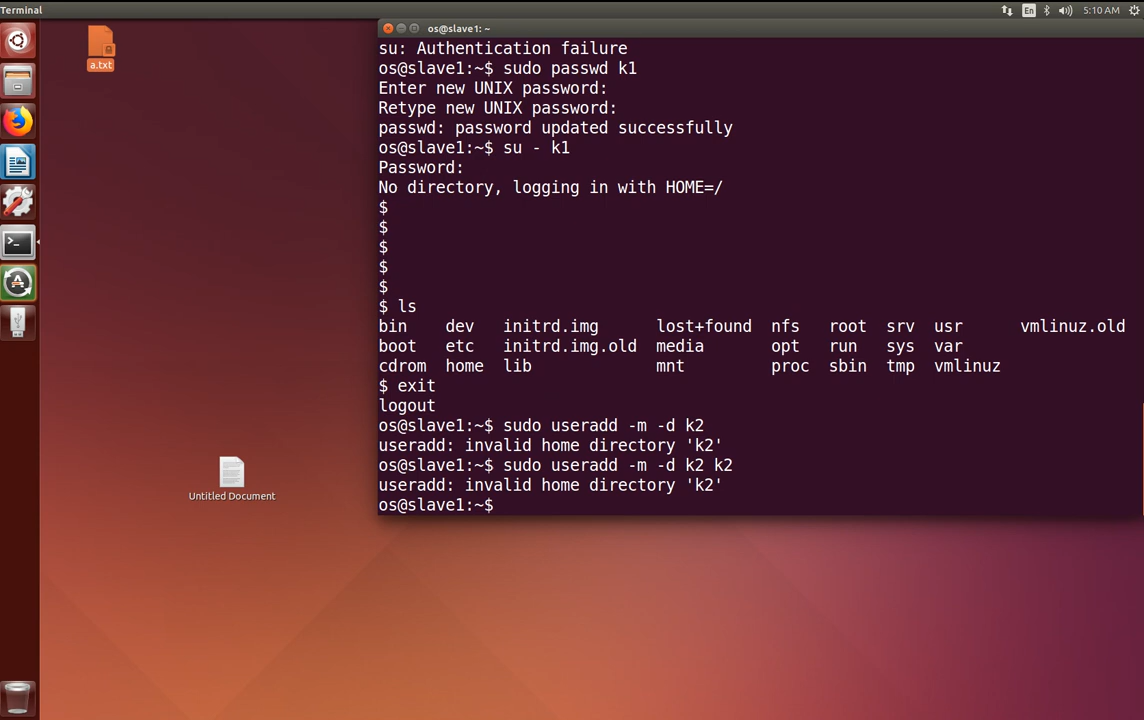 Terminal
En
5:10 AM
a.txt
Untitled Document
os@slave1: ~
su: Authentication failure
os@slave1:~$ sudo passwd k1
Enter new UNIX password:
Retype new UNIX password:
passwd: password updated successfully
os@slave1:~$ su - k1
Password:
No directory, logging in with HOME=/
$
$
$
$
$
$ ls
bin dev initrd.img lost+found nfs root srv usr vmlinuz.old
boot etc initrd.img.old media opt run sys var
cdrom home lib mnt proc sbin tmp vmlinuz
$ exit
logout
os@slave1:~$ sudo useradd -m -d k2
useradd: invalid home directory 'k2'
os@slave1:~$ sudo useradd -m -d k2 k2
useradd: invalid home directory 'k2'
os@slave1:~$